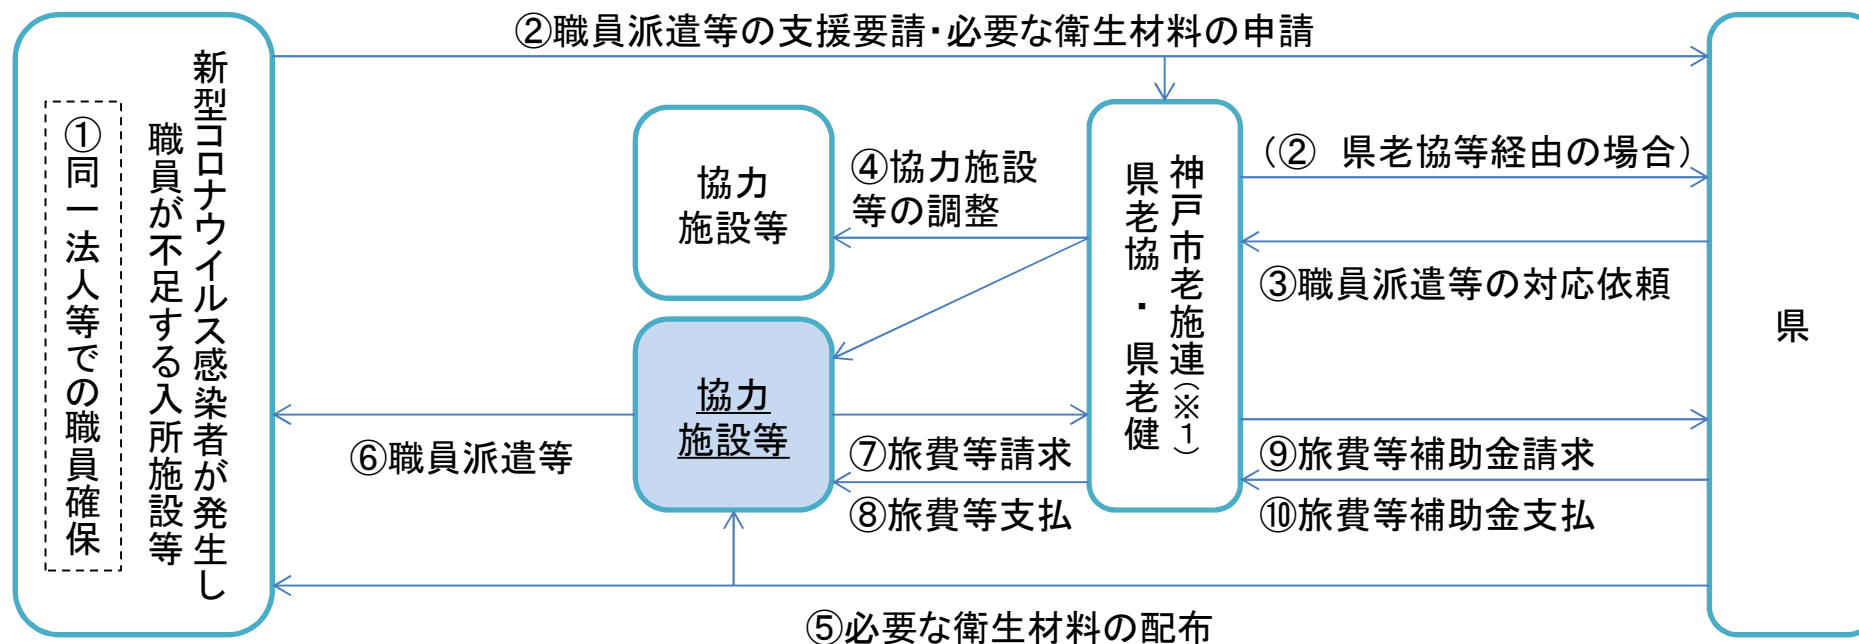 ②職員派遣等の支援要請・必要な衛生材料の申請
新型コロナウイルス感染者が発生し
職員が不足する入所施設等
①同一法人等での職員確保
協力
施設等
④協力施設
等の調整
神戸市老施連(※1)
県老協・県老健
(② 県老協等経由の場合)
③職員派遣等の対応依頼
県
協力
施設等
⑥職員派遣等
⑦旅費等請求
⑧旅費等支払
⑨旅費等補助金請求
⑩旅費等補助金支払
⑤必要な衛生材料の配布